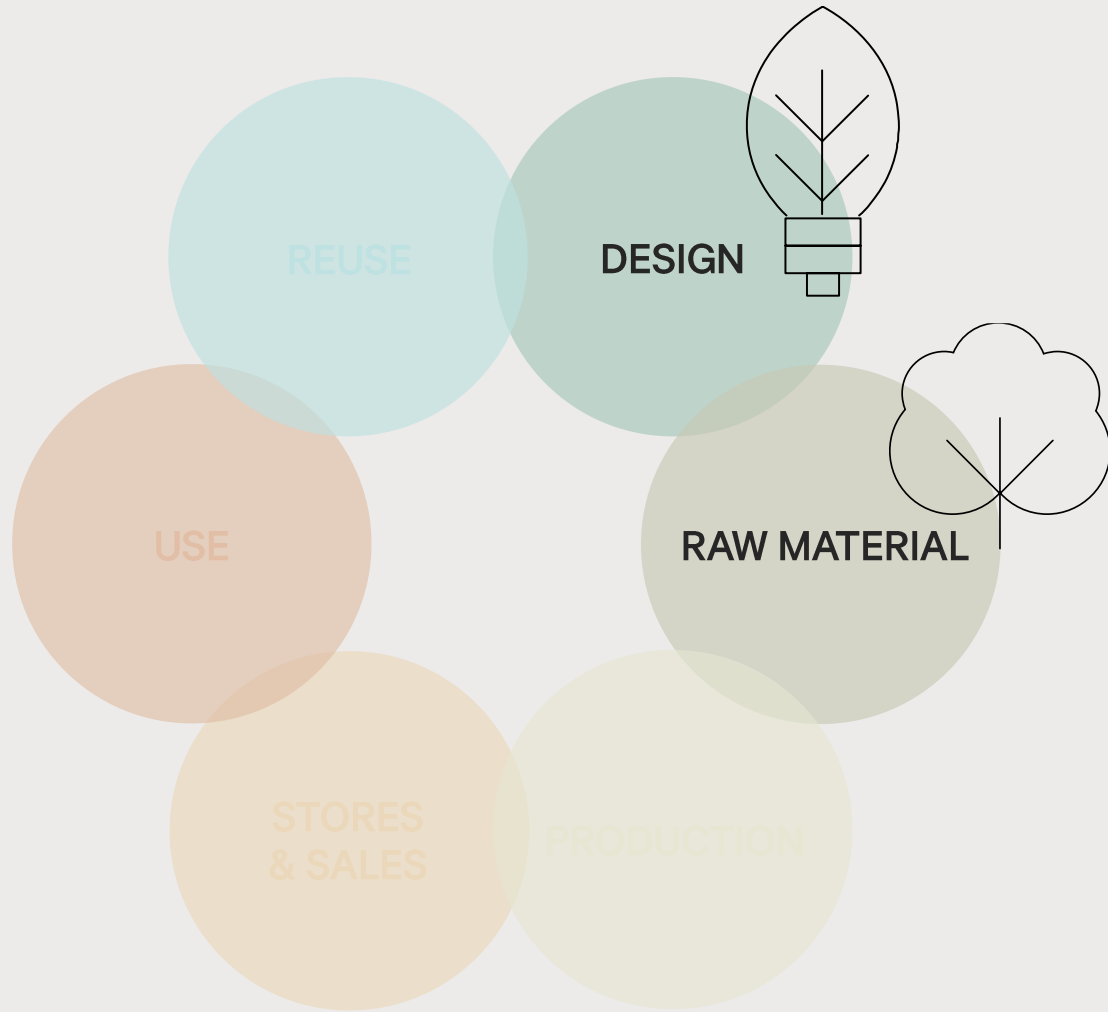 REUSE
DESIGN
USE
RAW MATERIAL
STORES
& SALES
PRODUCTION